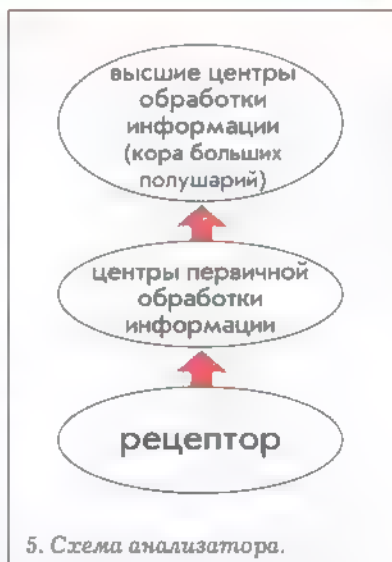 высшие центры
обработки
информации
(кора больших
полушарий)
центры первичной
обработки
информации
рецептор
5. Схема анализатора.